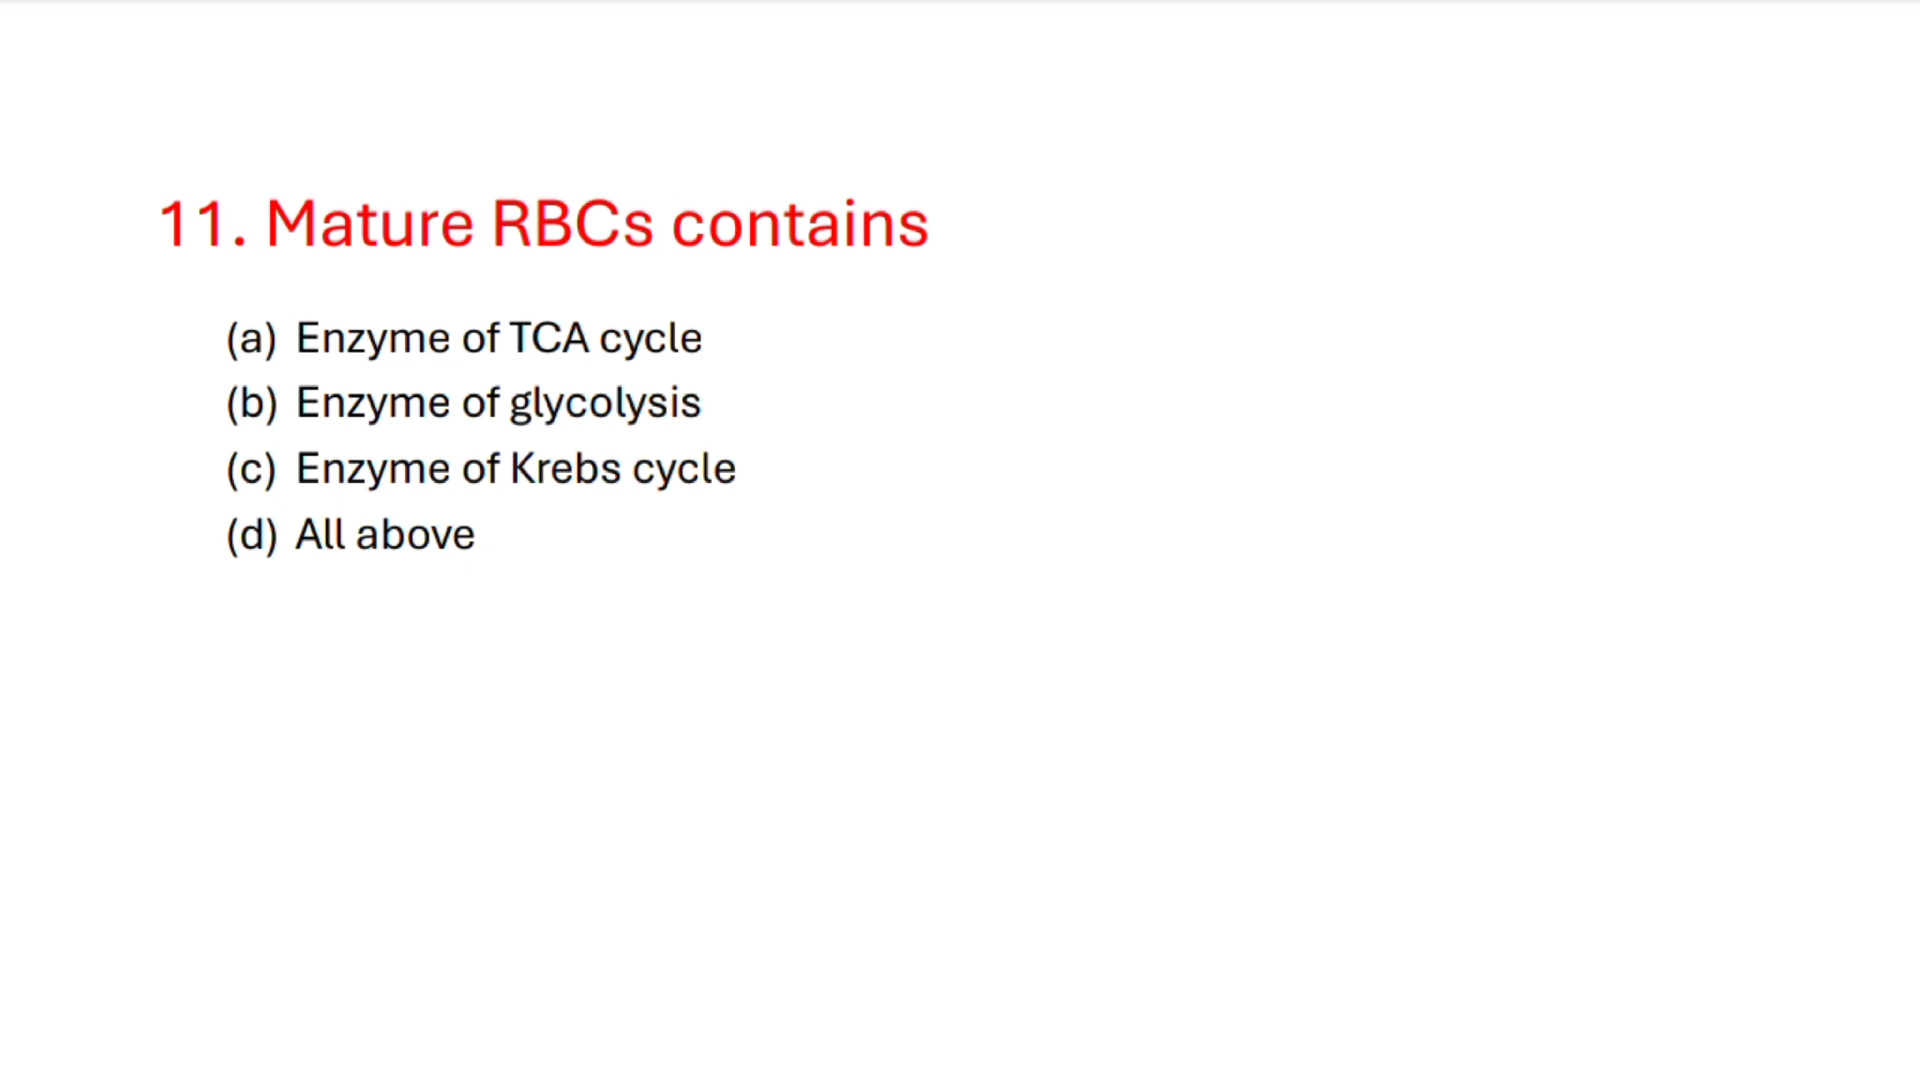 11. Mature RBCs contains
(a) Enzyme of TCA cycle
(b) Enzyme of glycolysis
(c) Enzyme of Krebs cycle
(d) All above